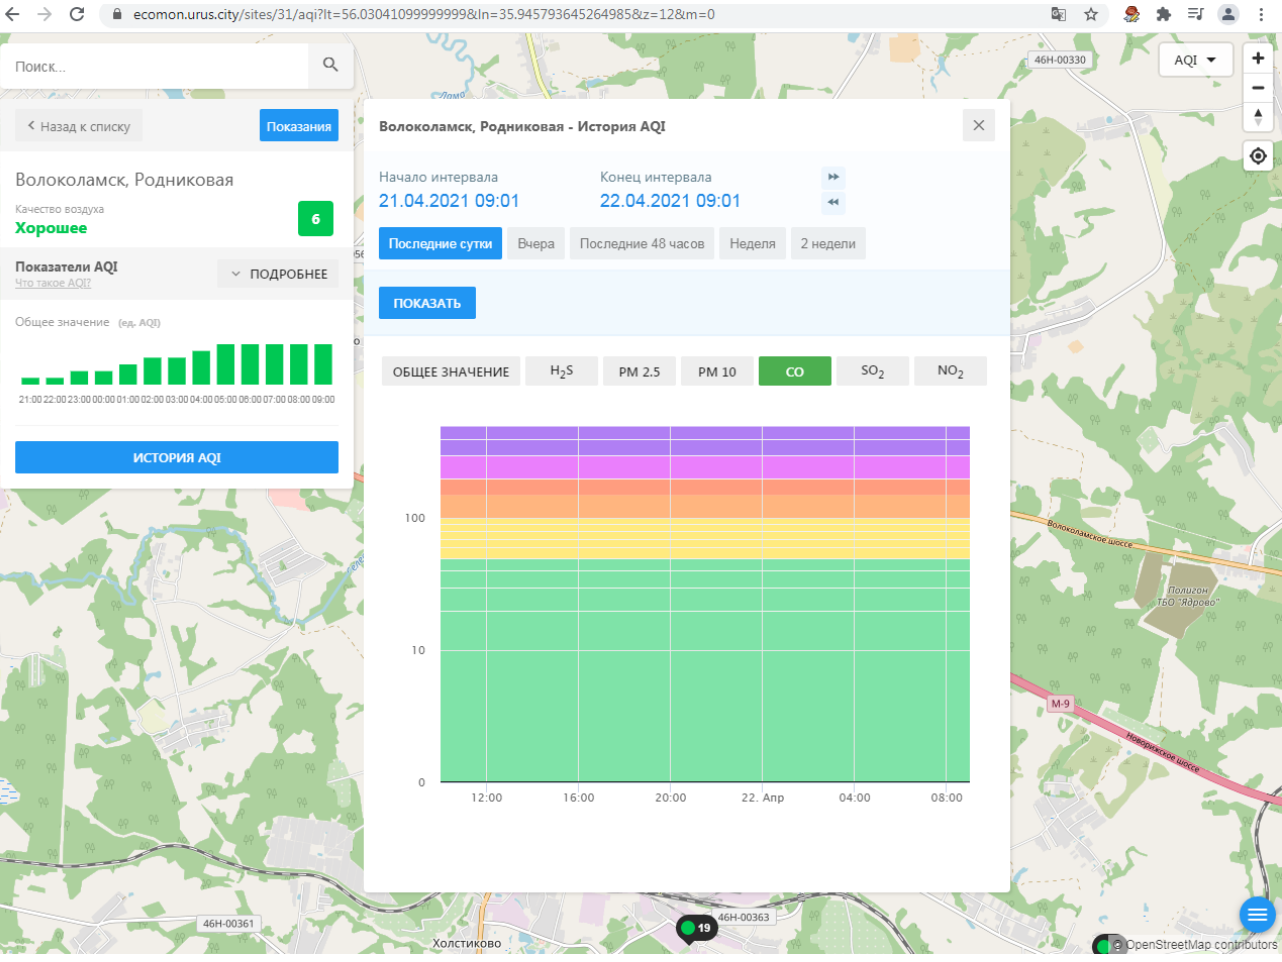 ecomon.urus.city/sites/31/aqi?lt=56.03041099999999&ln=35.945793645264985&z=12&m=0
Поиск...
46Н-00330
AQI
Назад к списку
Показания
Волоколамск, Родниковая - История AQI
Волоколамск, Родниковая
Качество воздуха
Хорошее
6
Начало интервала
Конец интервала
21.04.2021 09:01
22.04.2021 09:01
Последние сутки
Вчера
Последние 48 часов
Неделя
2 недели
Показатели AQI
Что такое AQI?
ПОДРОБНЕЕ
ПОКАЗАТЬ
Общее значение (ед. AQI)
21:00 22:00 23:00 00:00 01:00 02:00 03:00 04:00 05:00 06:00 07:00 08:00 09:00
ИСТОРИЯ AQI
ОБЩЕЕ ЗНАЧЕНИЕ
H2S
PM 2.5
PM 10
CO
SO2
NO2
100
10
0
12:00
16:00
20:00
22. Апр
04:00
08:00
Волоколамское шоссе
Полигон
ТБО "Ядрово"
М-9
Новорижское шоссе
46Н-00361
46Н-00363
19
Холстиково
© OpenStreetMap contributors